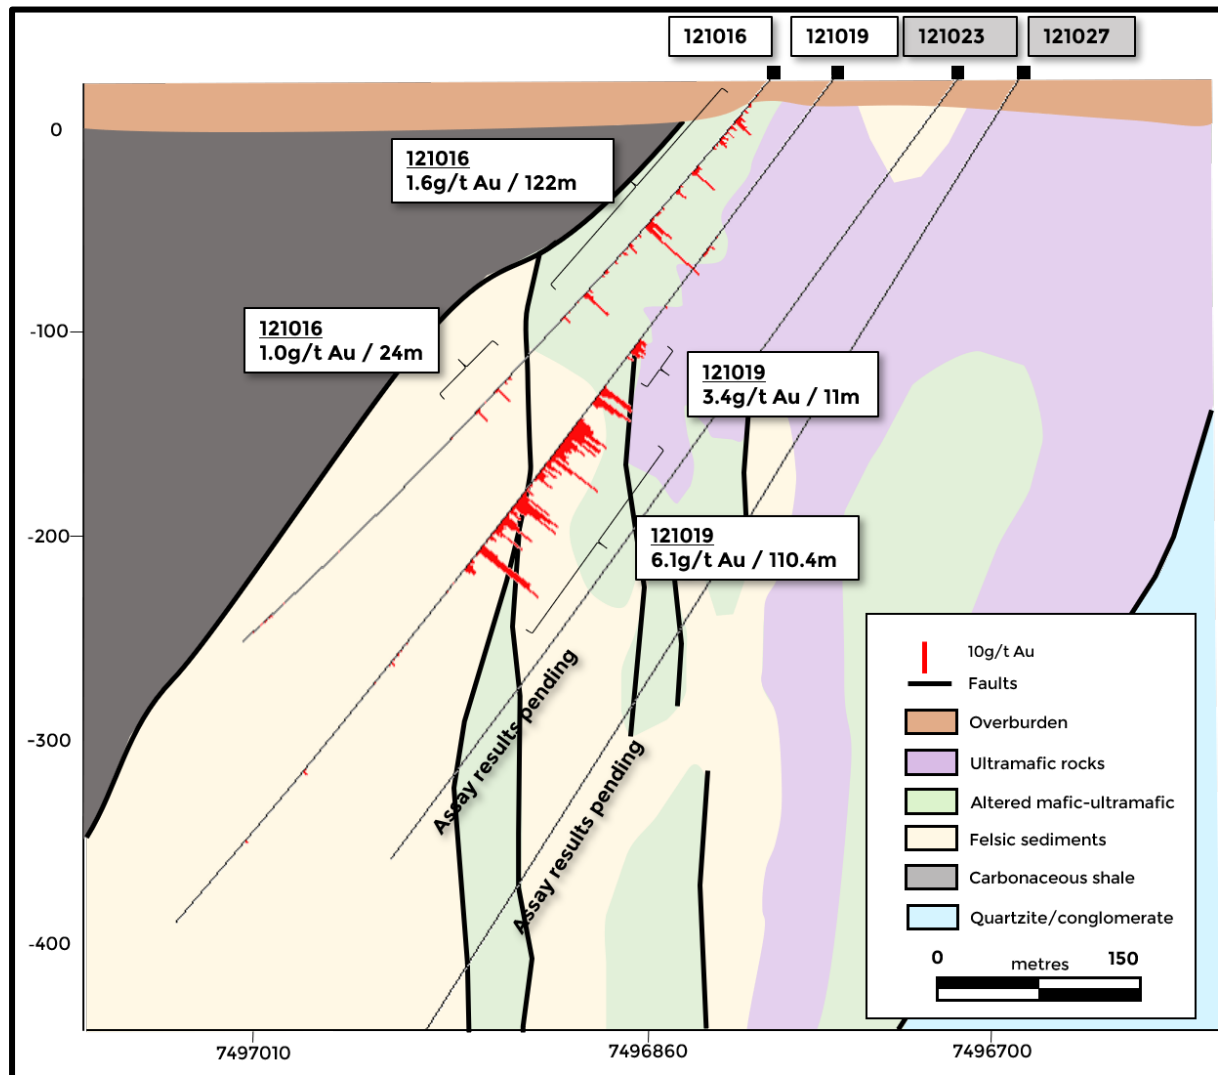 121016
121019
121023
121027
0
121016
1.6g/t Au / 122m
-100
121016
1.0g/t Au / 24m
121019
3.4g/t Au / 11m
-200
121019
6.1g/t Au / 110.4m
Assay results pending
Assay results pending
-300
-400
10g/t Au
Faults
Overburden
Ultramafic rocks
Altered mafic-ultramafic
Felsic sediments
Carbonaceous shale
Quartzite/conglomerate
0 metres 150
7497010
7496860
7496700